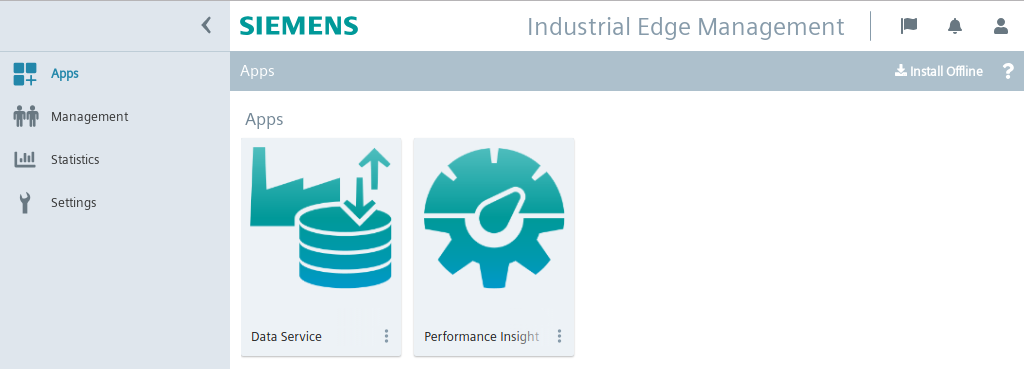 SIEMENS
Industrial Edge Management
Apps
Management
Statistics
Settings
Apps
Install Offline
Apps
Data Service
Performance Insight